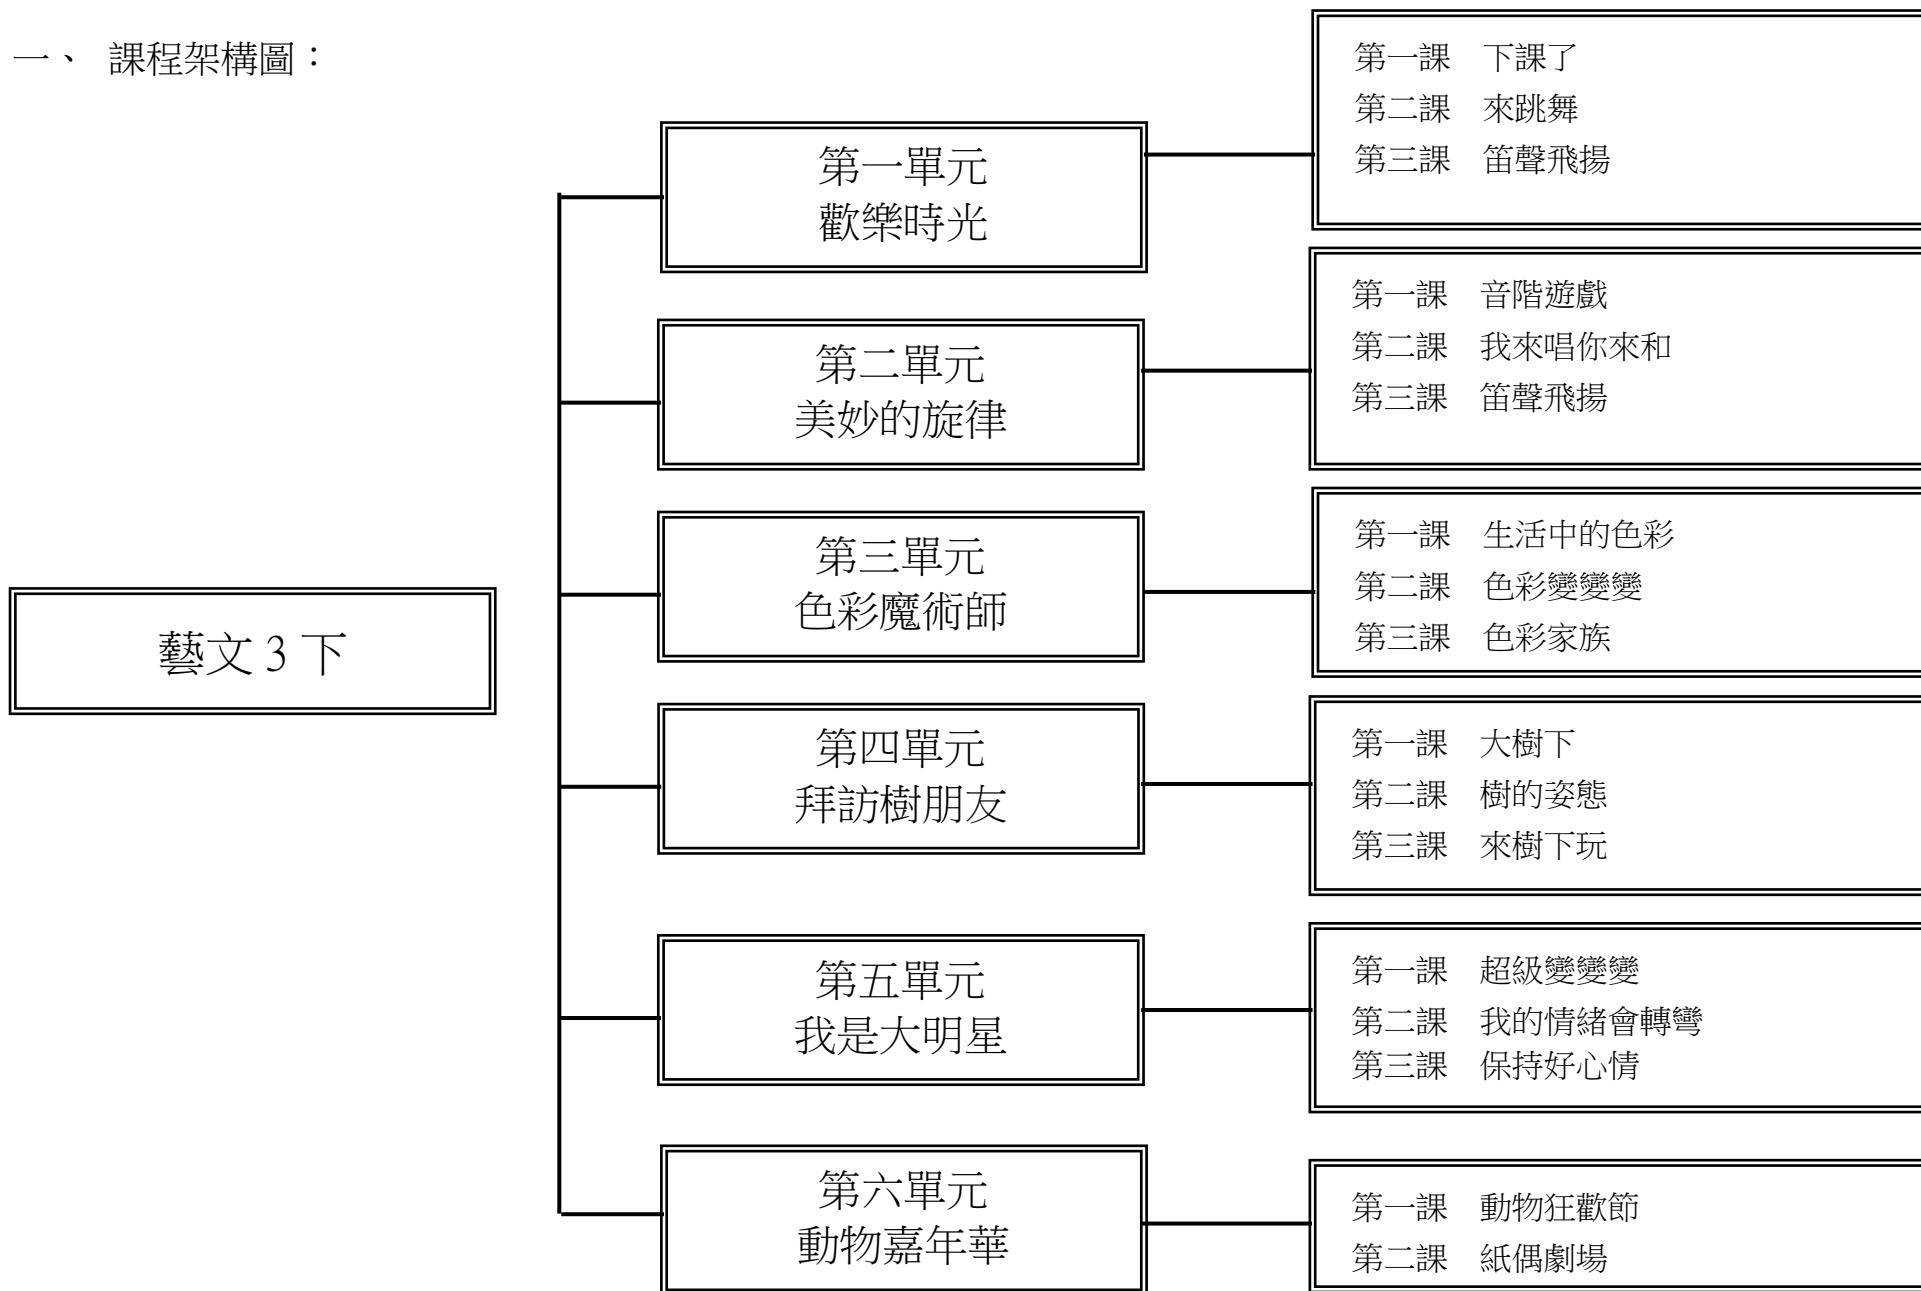 一、 課程架構圖：
藝文 3 下
第一單元
歡樂時光
第一課 下課了
第二課 來跳舞
第三課 笛聲飛揚
第二單元
美妙的旋律
第一課 音階遊戲
第二課 我來唱你來和
第三課 笛聲飛揚
第三單元
色彩魔術師
第一課 生活中的色彩
第二課 色彩變變變
第三課 色彩家族
第四單元
拜訪樹朋友
第一課 大樹下
第二課 樹的姿態
第三課 來樹下玩
第五單元
我是大明星
第一課 超級變變變
第二課 我的情緒會轉彎
第三課 保持好心情
第六單元
動物嘉年華
第一課 動物狂歡節
第二課 紙偶劇場